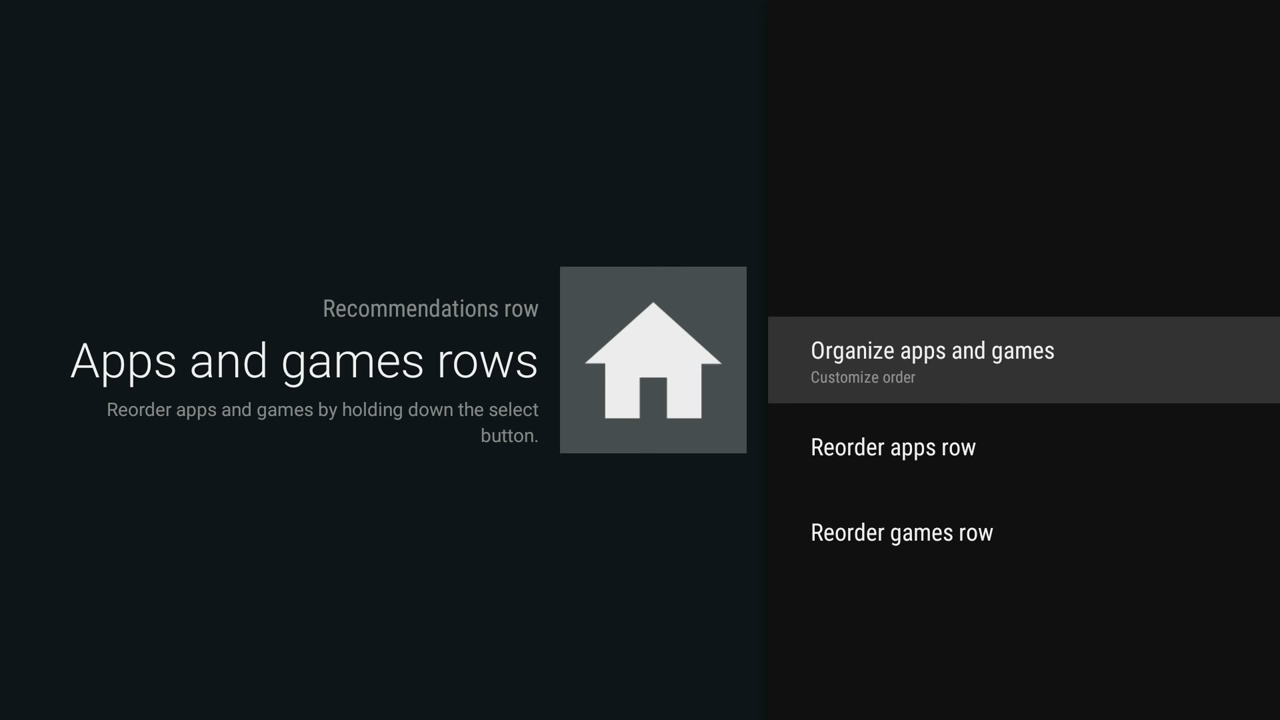 Recommendations row
Apps and games rows
Reorder apps and games by holding down the select
button.
Organize apps and games
Customize order
Reorder apps row
Reorder games row